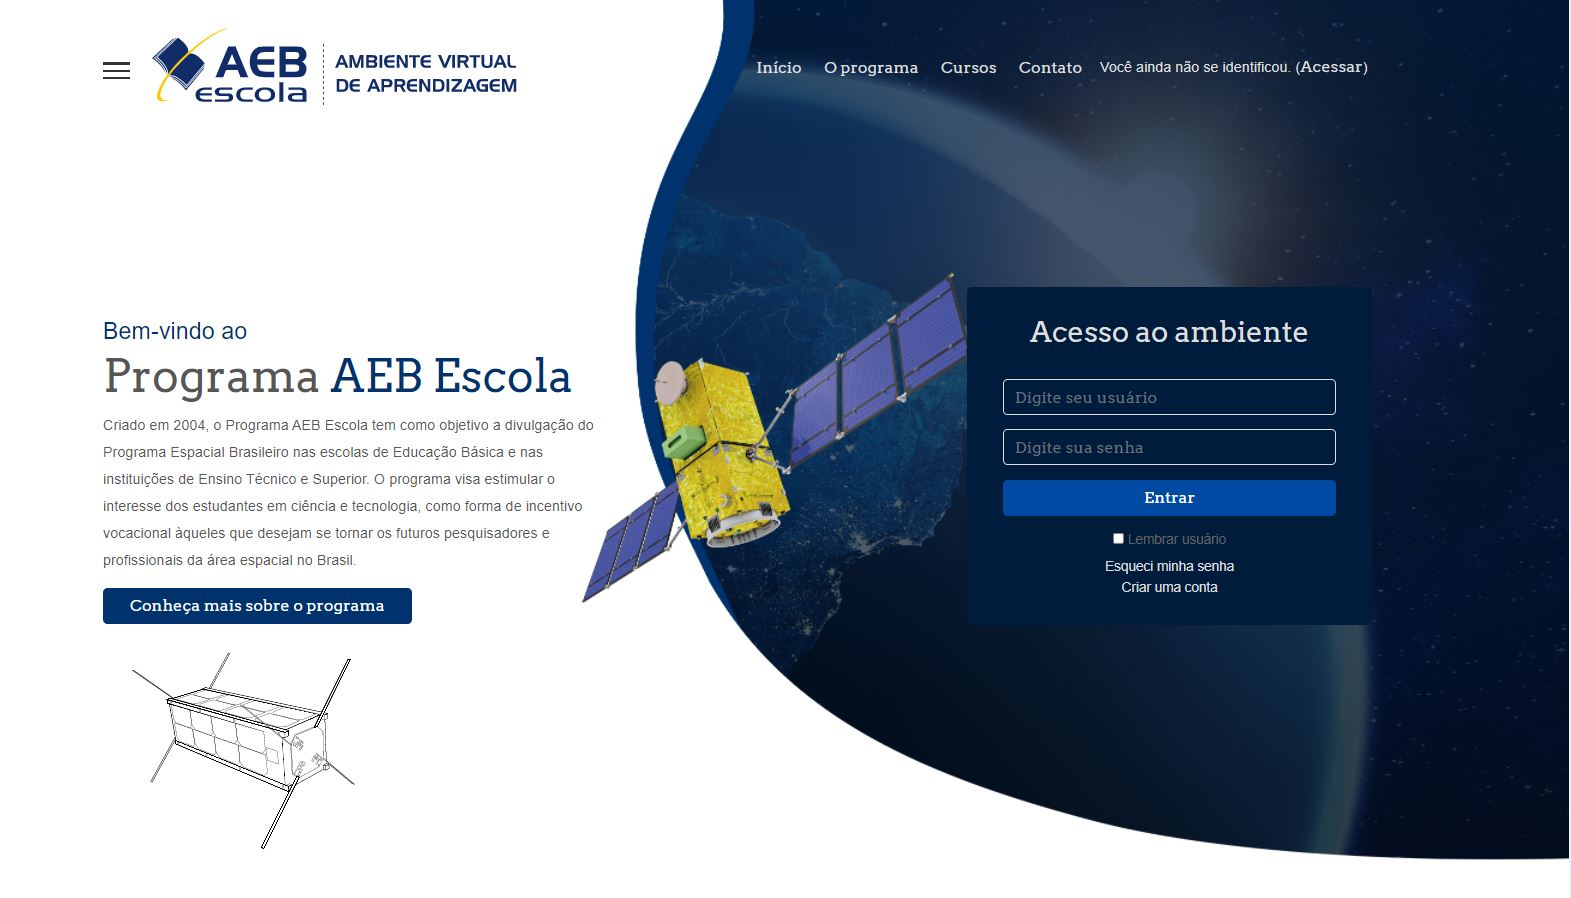 AEB
escola
AMBIENTE VIRTUAL
DE APRENDIZAGEM
Início O programa Cursos Contato Você ainda não se identificou. (Acessar)
Bem-vindo ao
Programa AEB Escola
Criado em 2004, o Programa AEB Escola tem como objetivo a divulgação do
Programa Espacial Brasileiro nas escolas de Educação Básica e nas
instituições de Ensino Técnico e Superior. O programa visa estimular o
interesse dos estudantes em ciência e tecnologia, como forma de incentivo
vocacional àqueles que desejam se tornar os futuros pesquisadores e
profissionais da área espacial no Brasil.
Conheça mais sobre o programa
Acesso ao ambiente
Digite seu usuário
Digite sua senha
Entrar
Lembrar usuário
Esqueci minha senha
Criar uma conta